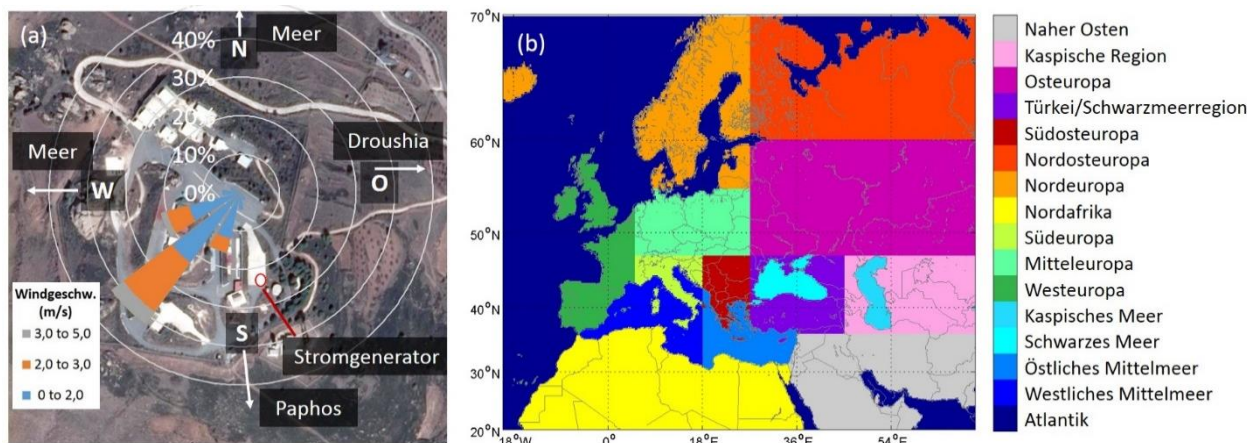 (a)
N
Meer
40%
30%
20%
10%
0%
Meer
W
Droushia
O
Windgeschw.
(m/s)
3,0 to 5,0
2,0 to 3,0
0 to 2,0
S
Stromgenerator
Paphos
(b)
70°N
60°N
50°N
40°N
30°N
20°N
18°W
0°
18°E
36°E
54°E
Naher Osten
Kaspische Region
Osteuropa
Türkei/Schwarzmeerregion
Südosteuropa
Nordosteuropa
Nordeuropa
Nordafrika
Südeuropa
Mitteleuropa
Westeuropa
Kaspisches Meer
Schwarzes Meer
Östliches Mittelmeer
Westliches Mittelmeer
Atlantik